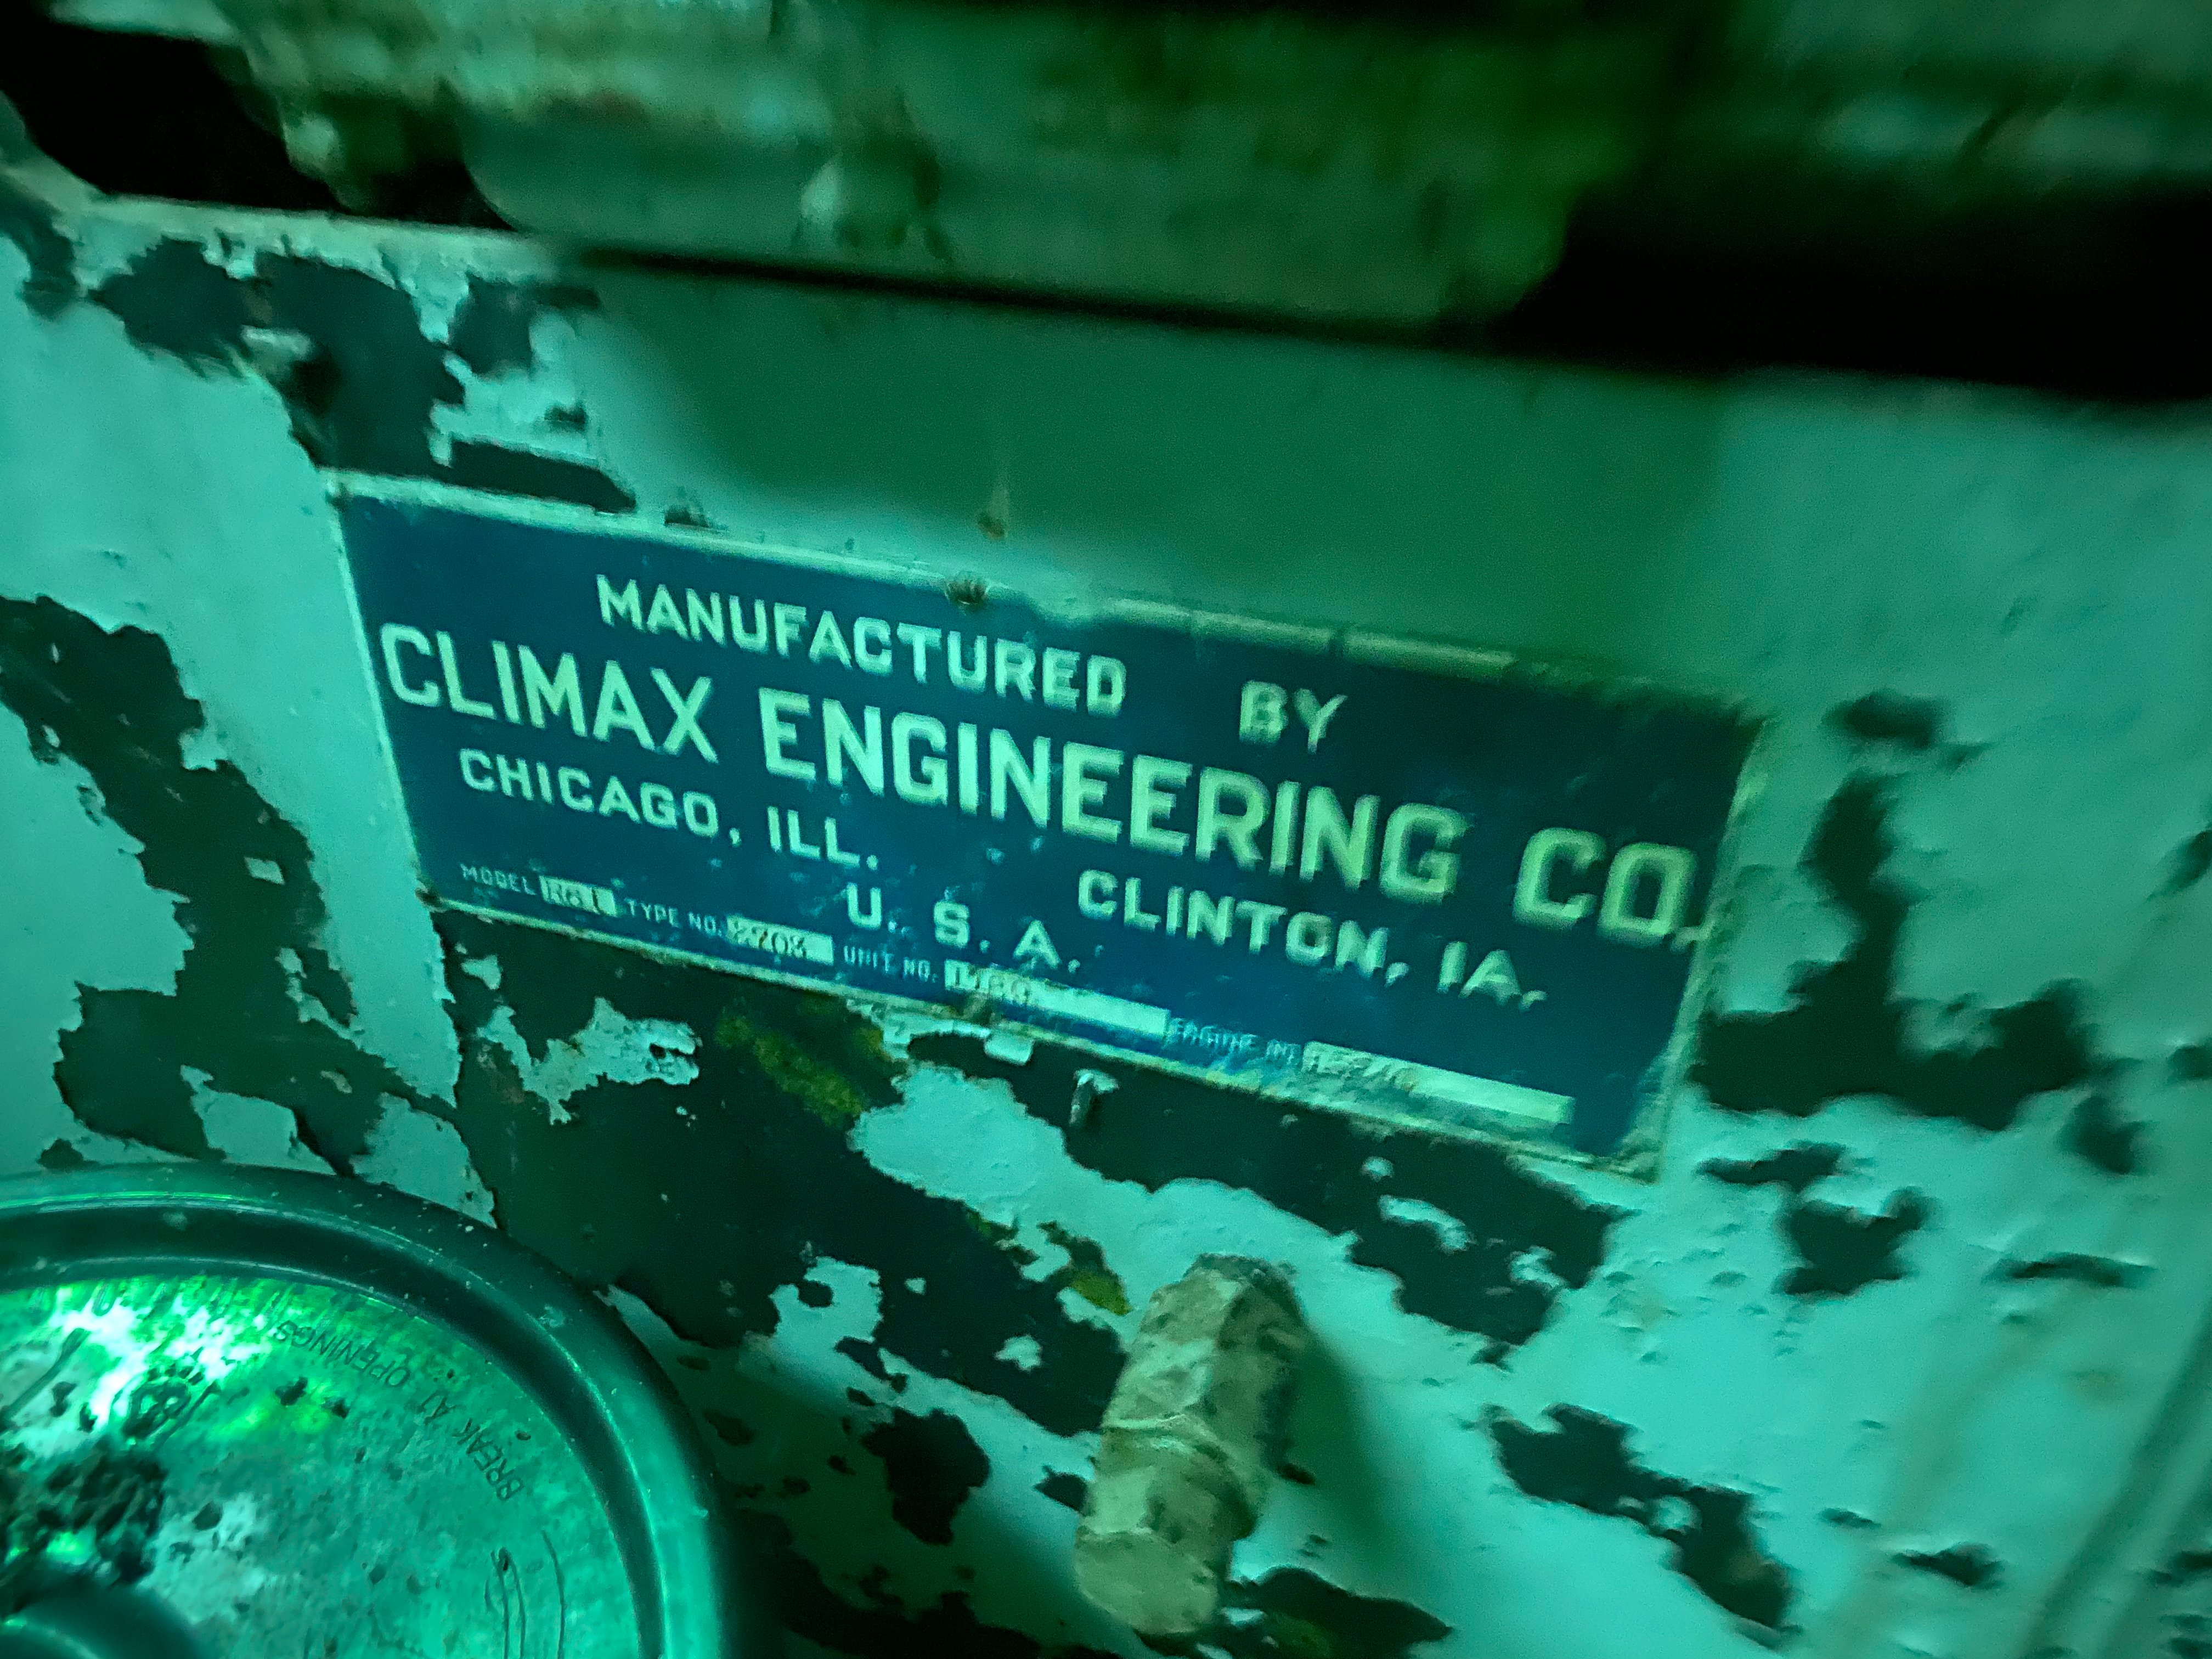 MANUFACTURED BY
CLIMAX ENGINEERING CO.
CHICAGO, ILL. CLINTON, IA.
U. S. A.
MODEL R61 TYPE NO. UNIT NO. ENGINE NO.
BREAK AT OPENINGS